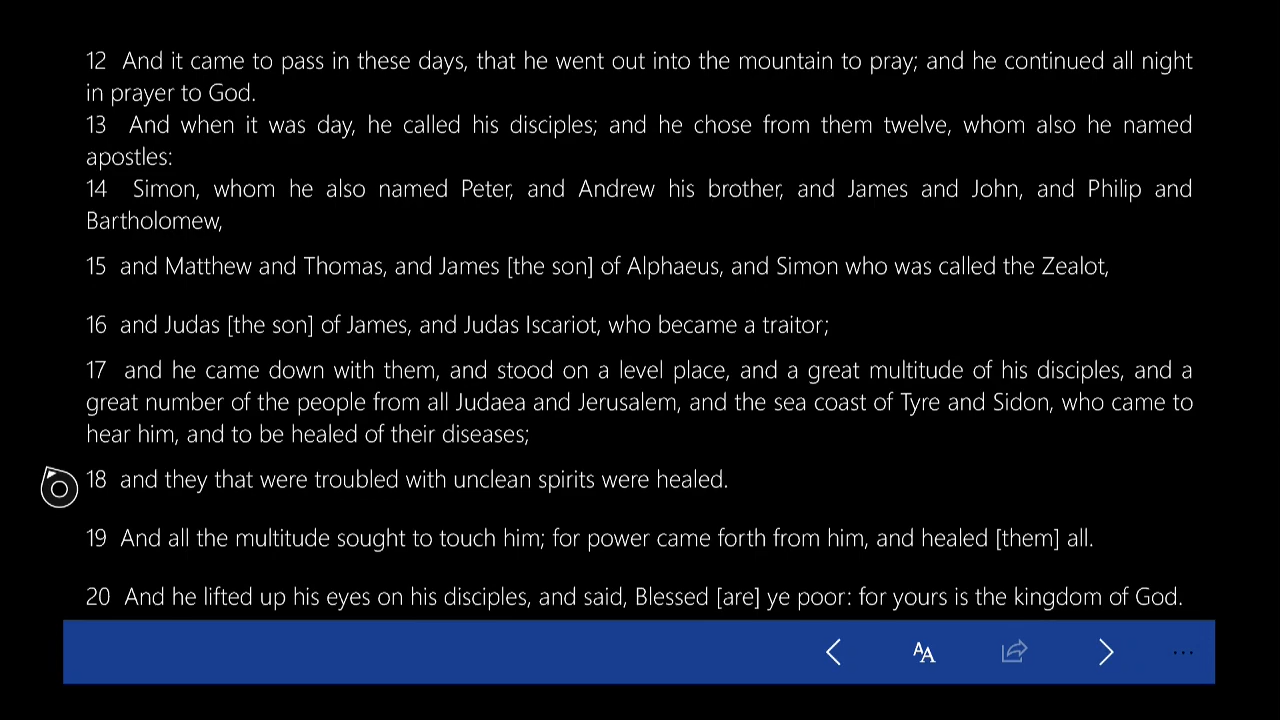 12 And it came to pass in these days, that he went out into the mountain to pray; and he continued all night
in prayer to God.
13 And when it was day, he called his disciples; and he chose from them twelve, whom also he named
apostles:
14 Simon, whom he also named Peter, and Andrew his brother, and James and John, and Philip and
Bartholomew,
15 and Matthew and Thomas, and James [the son] of Alphaeus, and Simon who was called the Zealot,
16 and Judas [the son] of James, and Judas Iscariot, who became a traitor;
17 and he came down with them, and stood on a level place, and a great multitude of his disciples, and a
great number of the people from all Judaea and Jerusalem, and the sea coast of Tyre and Sidon, who came to
hear him, and to be healed of their diseases;
18 and they that were troubled with unclean spirits were healed.
19 And all the multitude sought to touch him; for power came forth from him, and healed [them] all.
20 And he lifted up his eyes on his disciples, and said, Blessed [are] ye poor: for yours is the kingdom of God.
AA